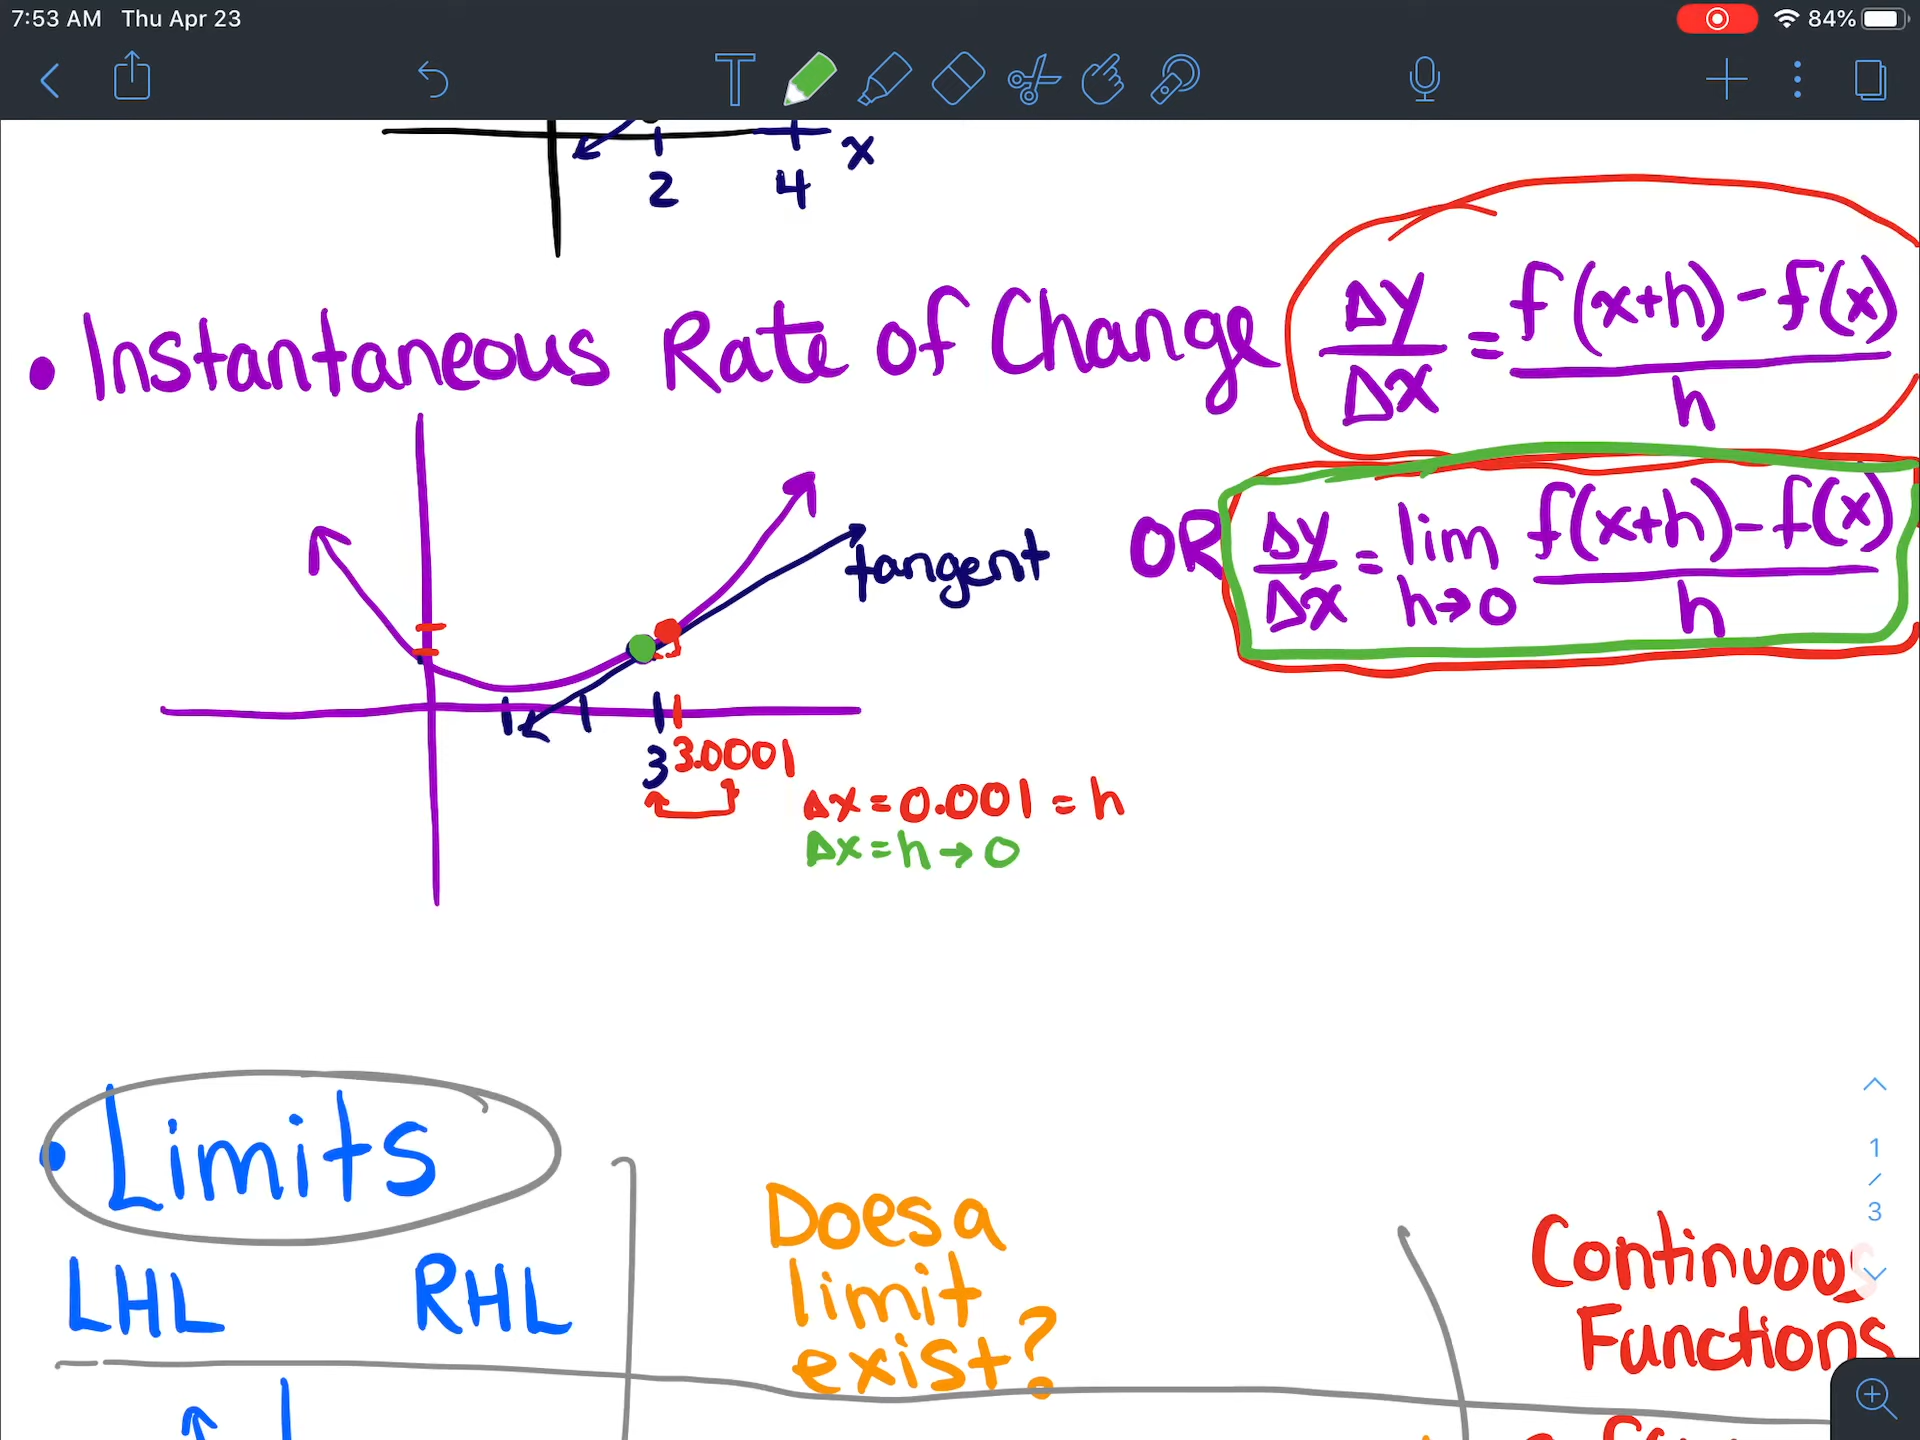 7:53 AM Thu Apr 23
84%
x
2 4
• Instantaneous Rate of Change
Δy/Δx = f(x+h) - f(x) / h
OR Δy/Δx = lim h→0 f(x+h) - f(x) / h
tangent
3 3.0001
Δx = 0.001 = h
Δx = h → 0
1
/
3
• Limits
LHL RHL
Does a
limit
exist?
Continuous
Functions